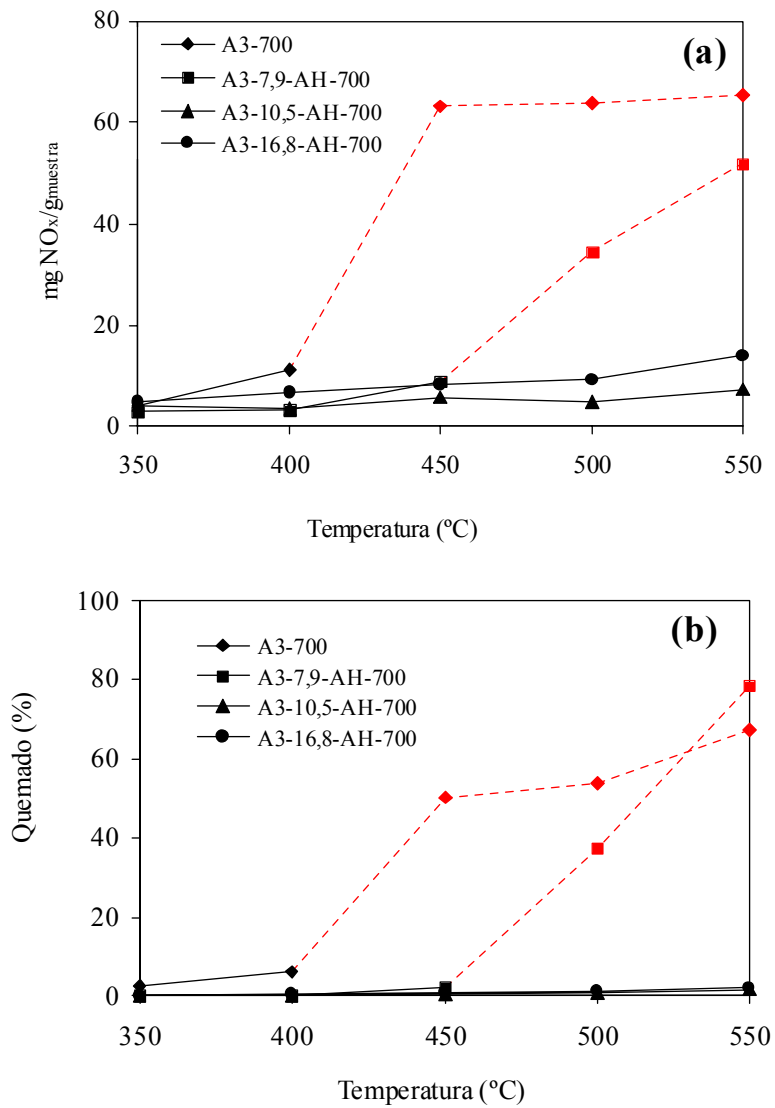 80
(a)
A3-700
A3-7,9-AH-700
A3-10,5-AH-700
A3-16,8-AH-700
60
40
20
0
mg NOx/gmuestra
350 400 450 500 550
Temperatura (ºC)
100
(b)
A3-700
A3-7,9-AH-700
A3-10,5-AH-700
A3-16,8-AH-700
80
60
40
20
0
Quemado (%)
350 400 450 500 550
Temperatura (ºC)